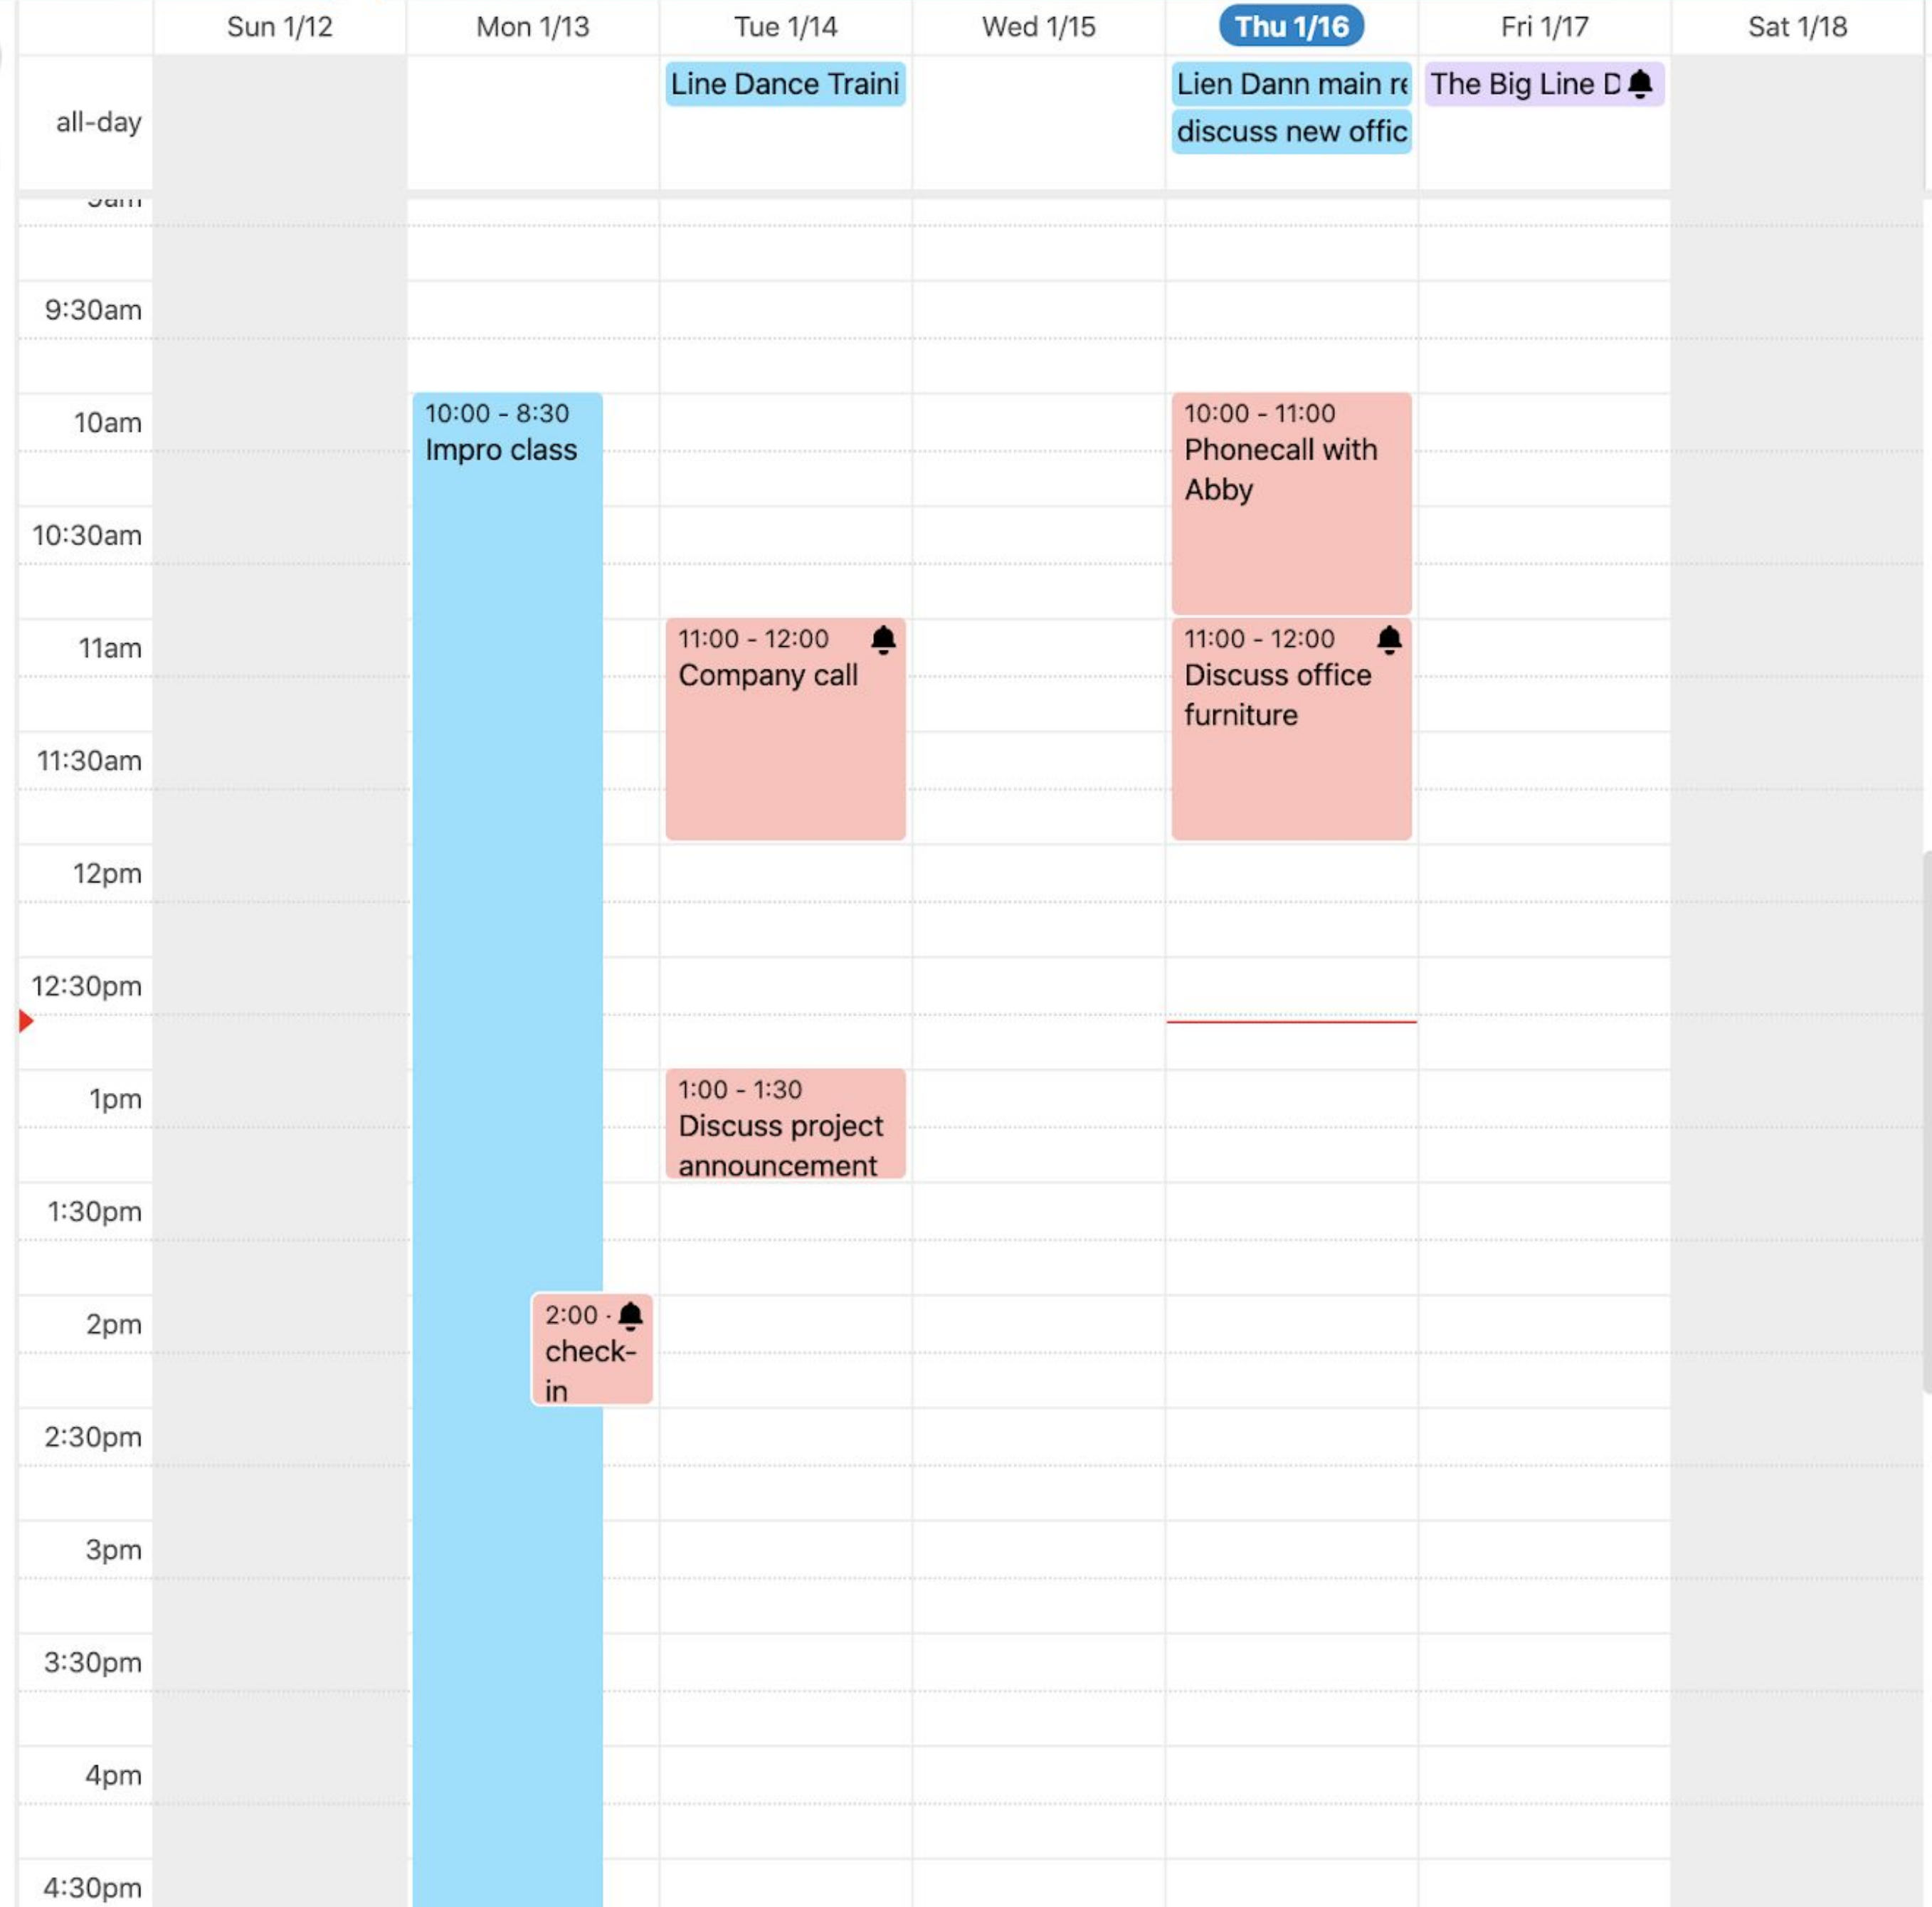 Sun 1/12
Mon 1/13
Tue 1/14
Wed 1/15
Thu 1/16
Fri 1/17
Sat 1/18
all-day
Line Dance Traini
Lien Dann main re
discuss new offic
The Big Line D
9am
9:30am
10am
10:30am
11am
11:30am
12pm
12:30pm
1pm
1:30pm
2pm
2:30pm
3pm
3:30pm
4pm
4:30pm
10:00 - 8:30
Impro class
2:00 -
check-
in
11:00 - 12:00
Company call
1:00 - 1:30
Discuss project
announcement
10:00 - 11:00
Phonecall with
Abby
11:00 - 12:00
Discuss office
furniture